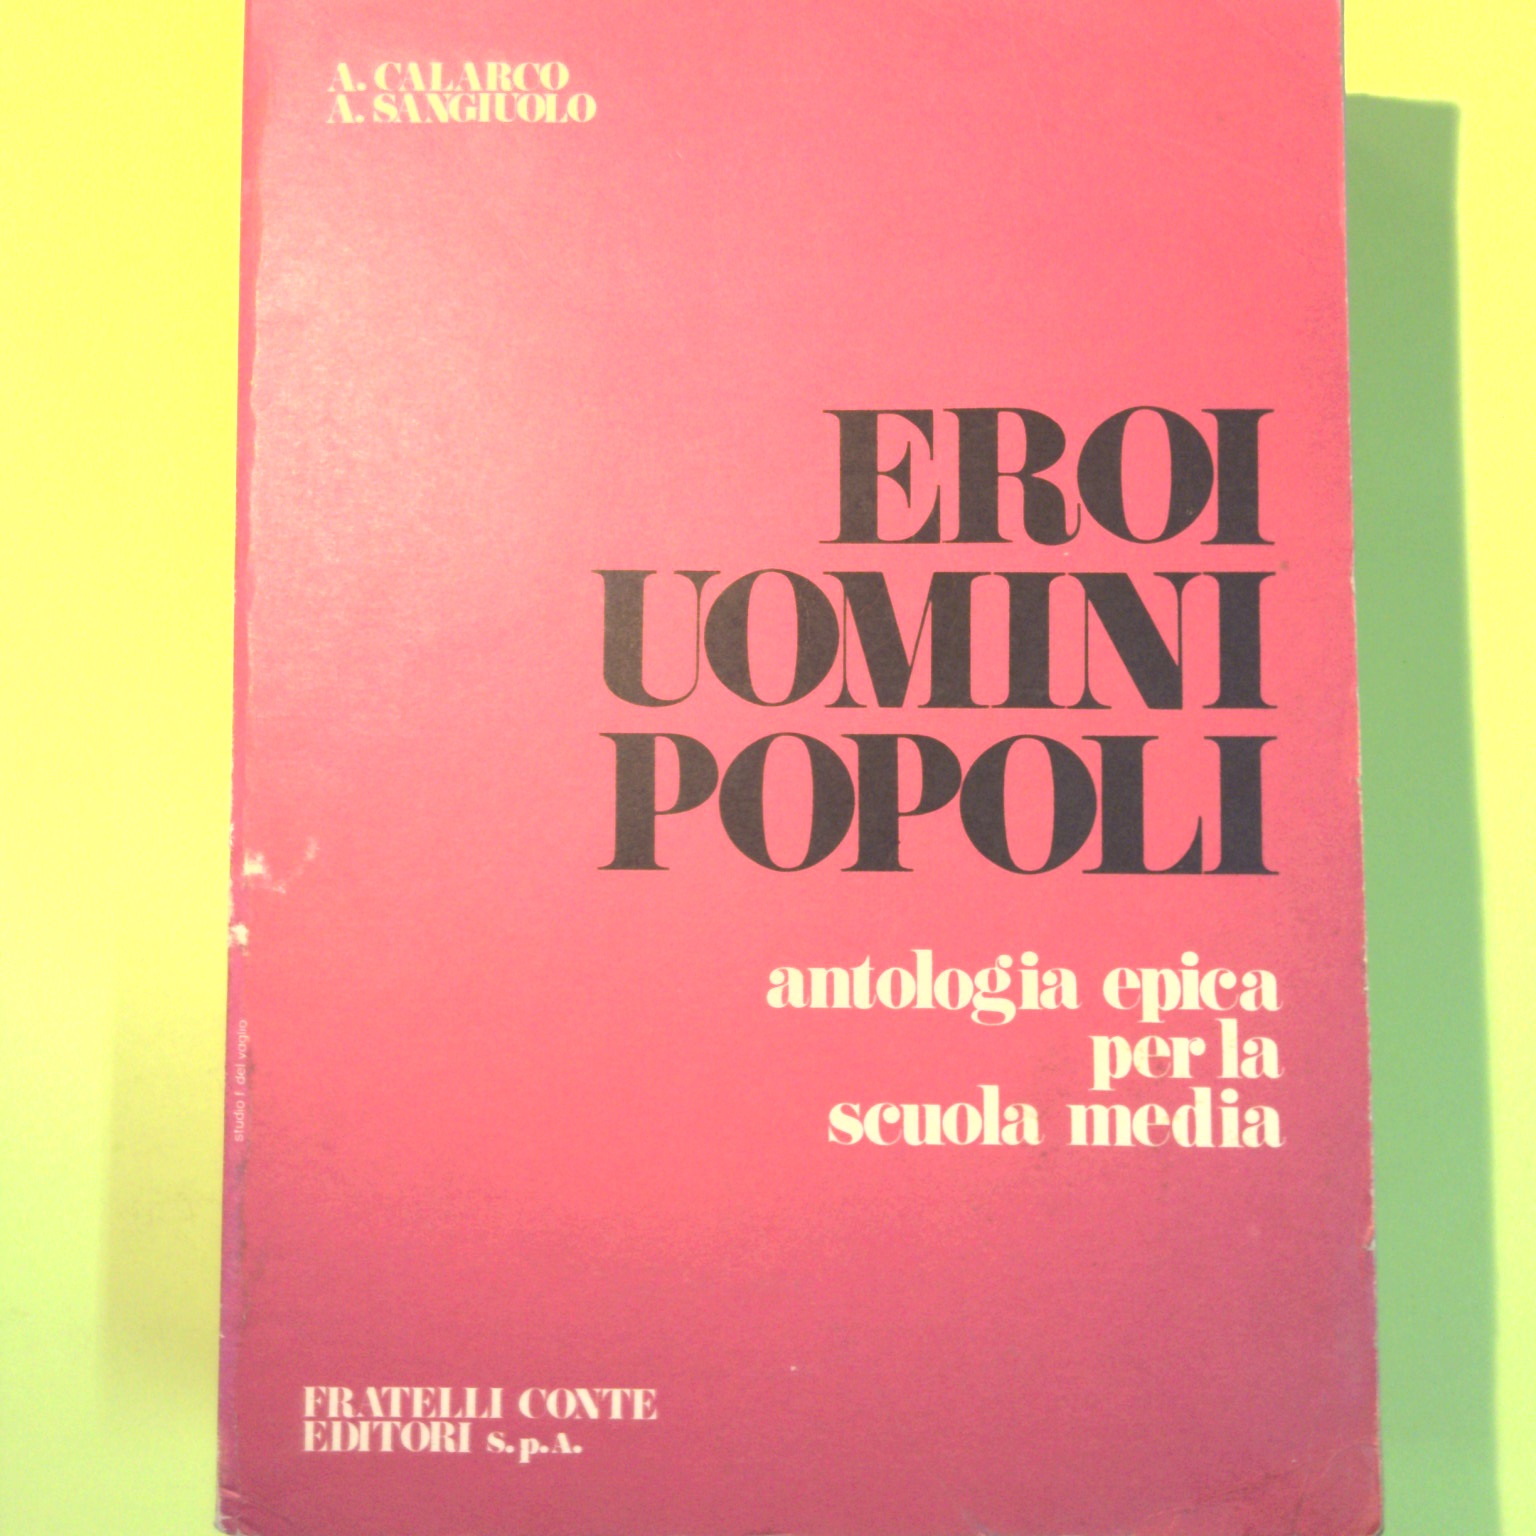 A. CALARCO
A. SANGIUOLO
EROI
UOMINI
POPOLI
antologia epica
per la
scuola media
studio f. del vaglio
FRATELLI CONTE
EDITORI s.p.A.